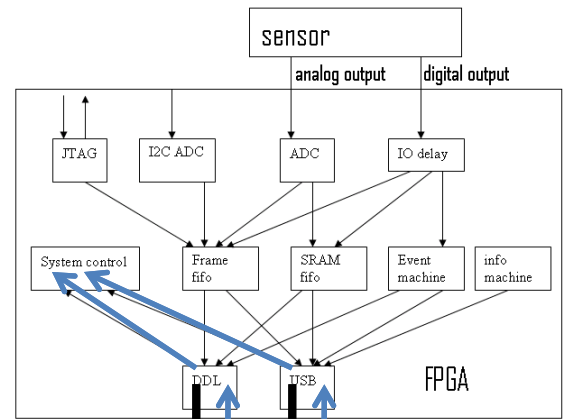 sensor
analog output
digital output
JTAG
I2C ADC
ADC
IO delay
System control
Frame
fifo
SRAM
fifo
Event
machine
info
machine
DDL
USB
FPGA